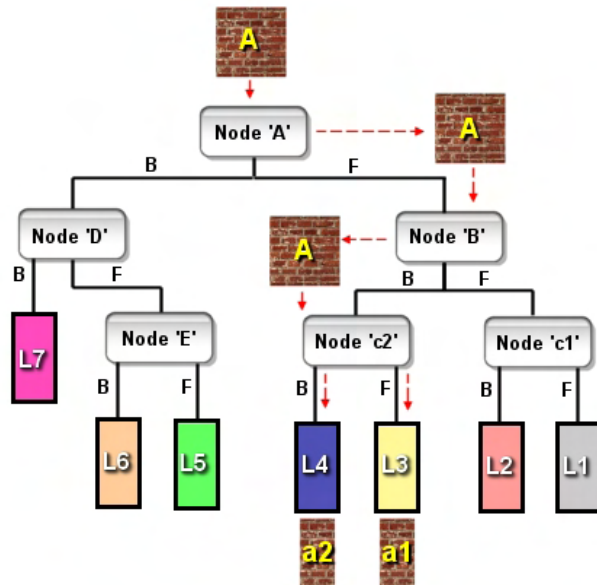 A
Node 'A'
A
B
F
Node 'D'
A
Node 'B'
B
F
B
F
L7
Node 'E'
Node 'c2'
Node 'c1'
B
F
B
F
B
F
L6
L5
L4
L3
L2
L1
a2
a1